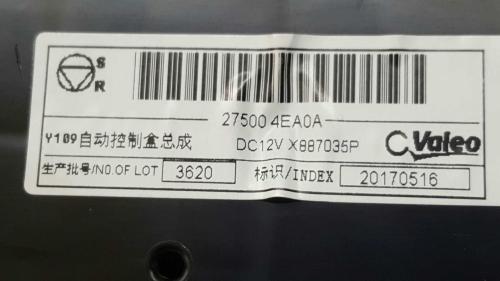 S
R
27500 4EA0A
Y109自动控制盒总成 DC12V X887035P Valeo
生产批号/NO.OF LOT 3620 标识/INDEX 20170516